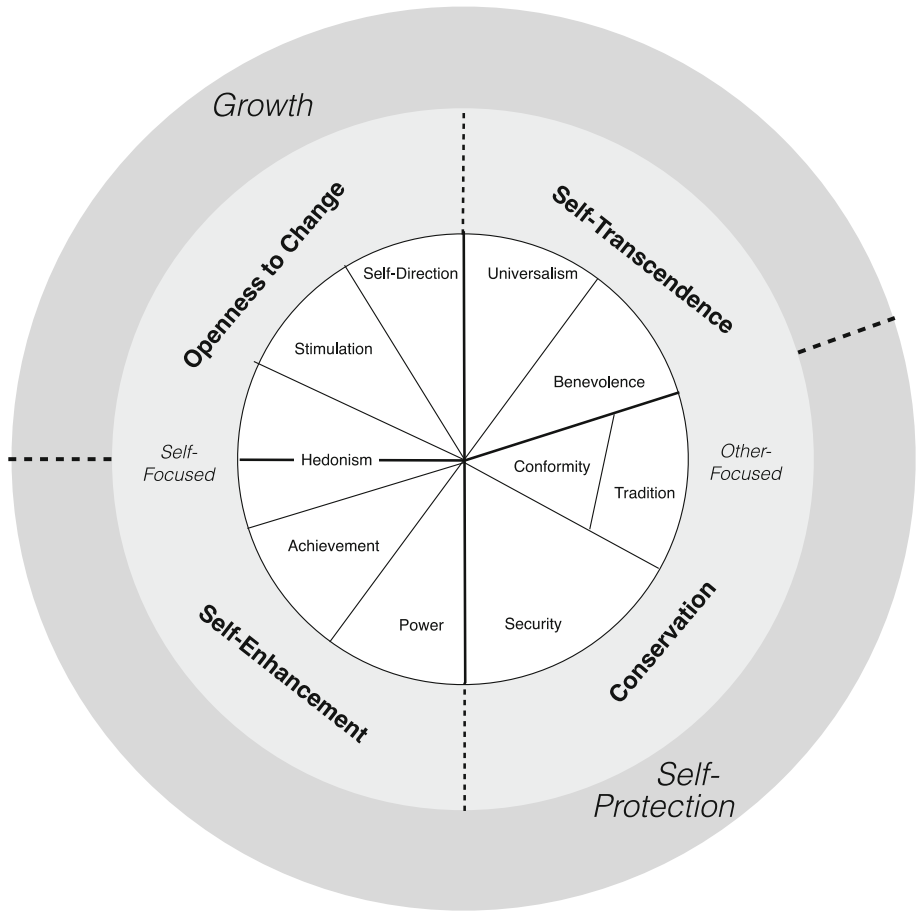 Growth
Openness to Change
Self-Transcendence
Self-Direction
Universalism
Stimulation
Benevolence
Self-
Focused
Hedonism
Conformity
Tradition
Other-
Focused
Achievement
Power
Security
Self-Enhancement
Conservation
Self-
Protection